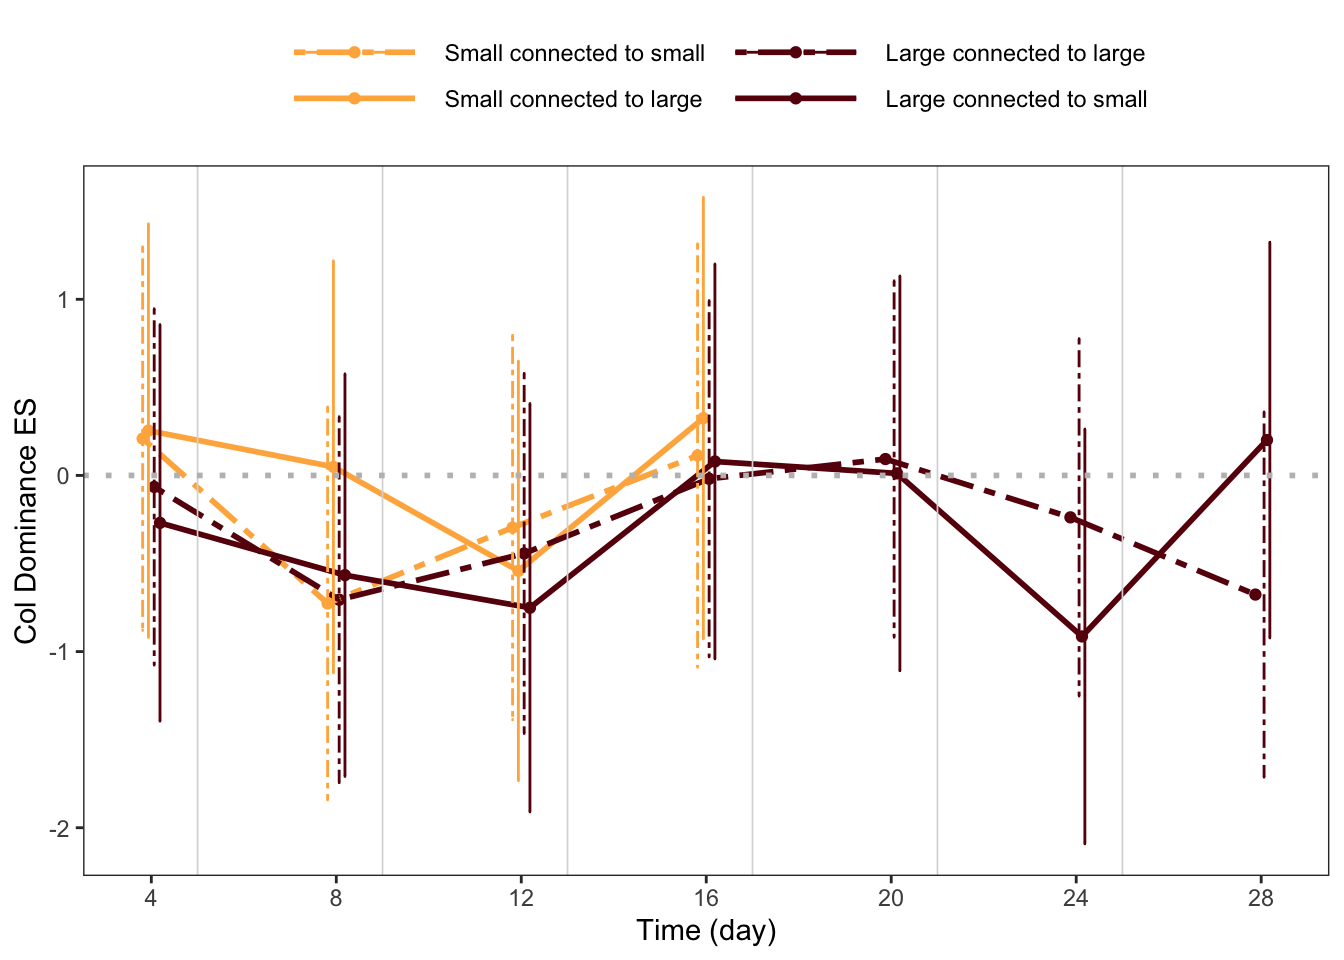 Small connected to small Large connected to large
Small connected to large Large connected to small
Col Dominance ES
1
0
-1
-2
4 8 12 16 20 24 28
Time (day)